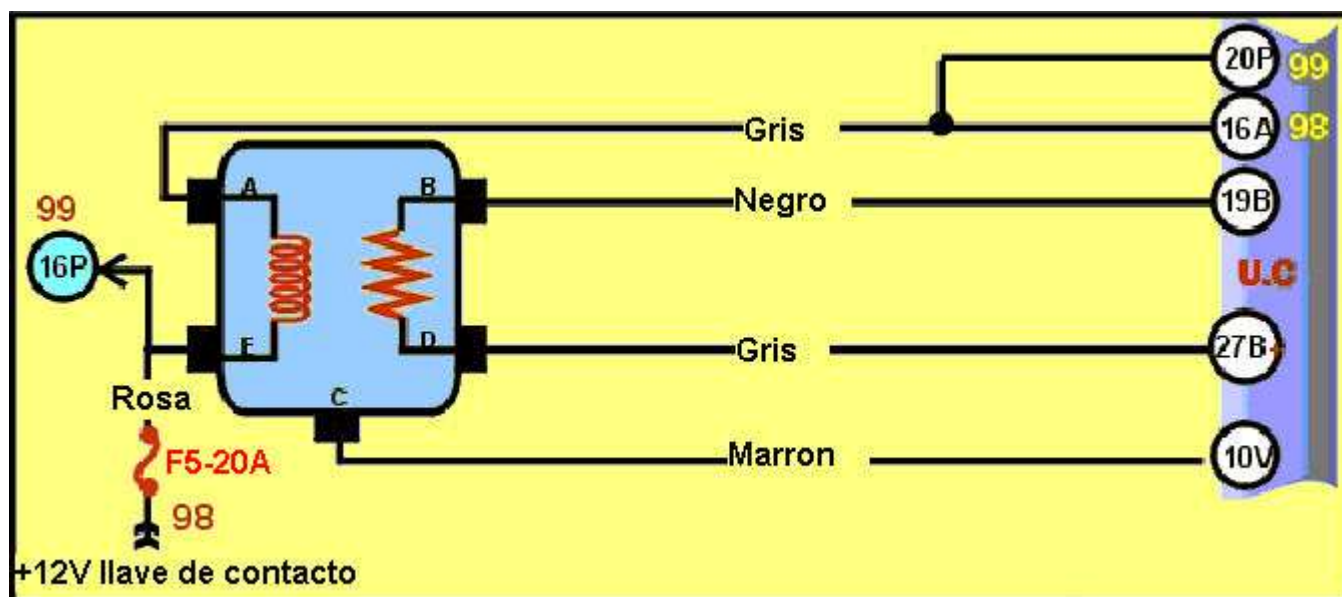 20P 99
Gris 16A 98
A B
Negro 19B
99
16P
U.C
E D
Gris 27B+
Rosa
C
F5-20A
Marron 10V
98
+12V llave de contacto